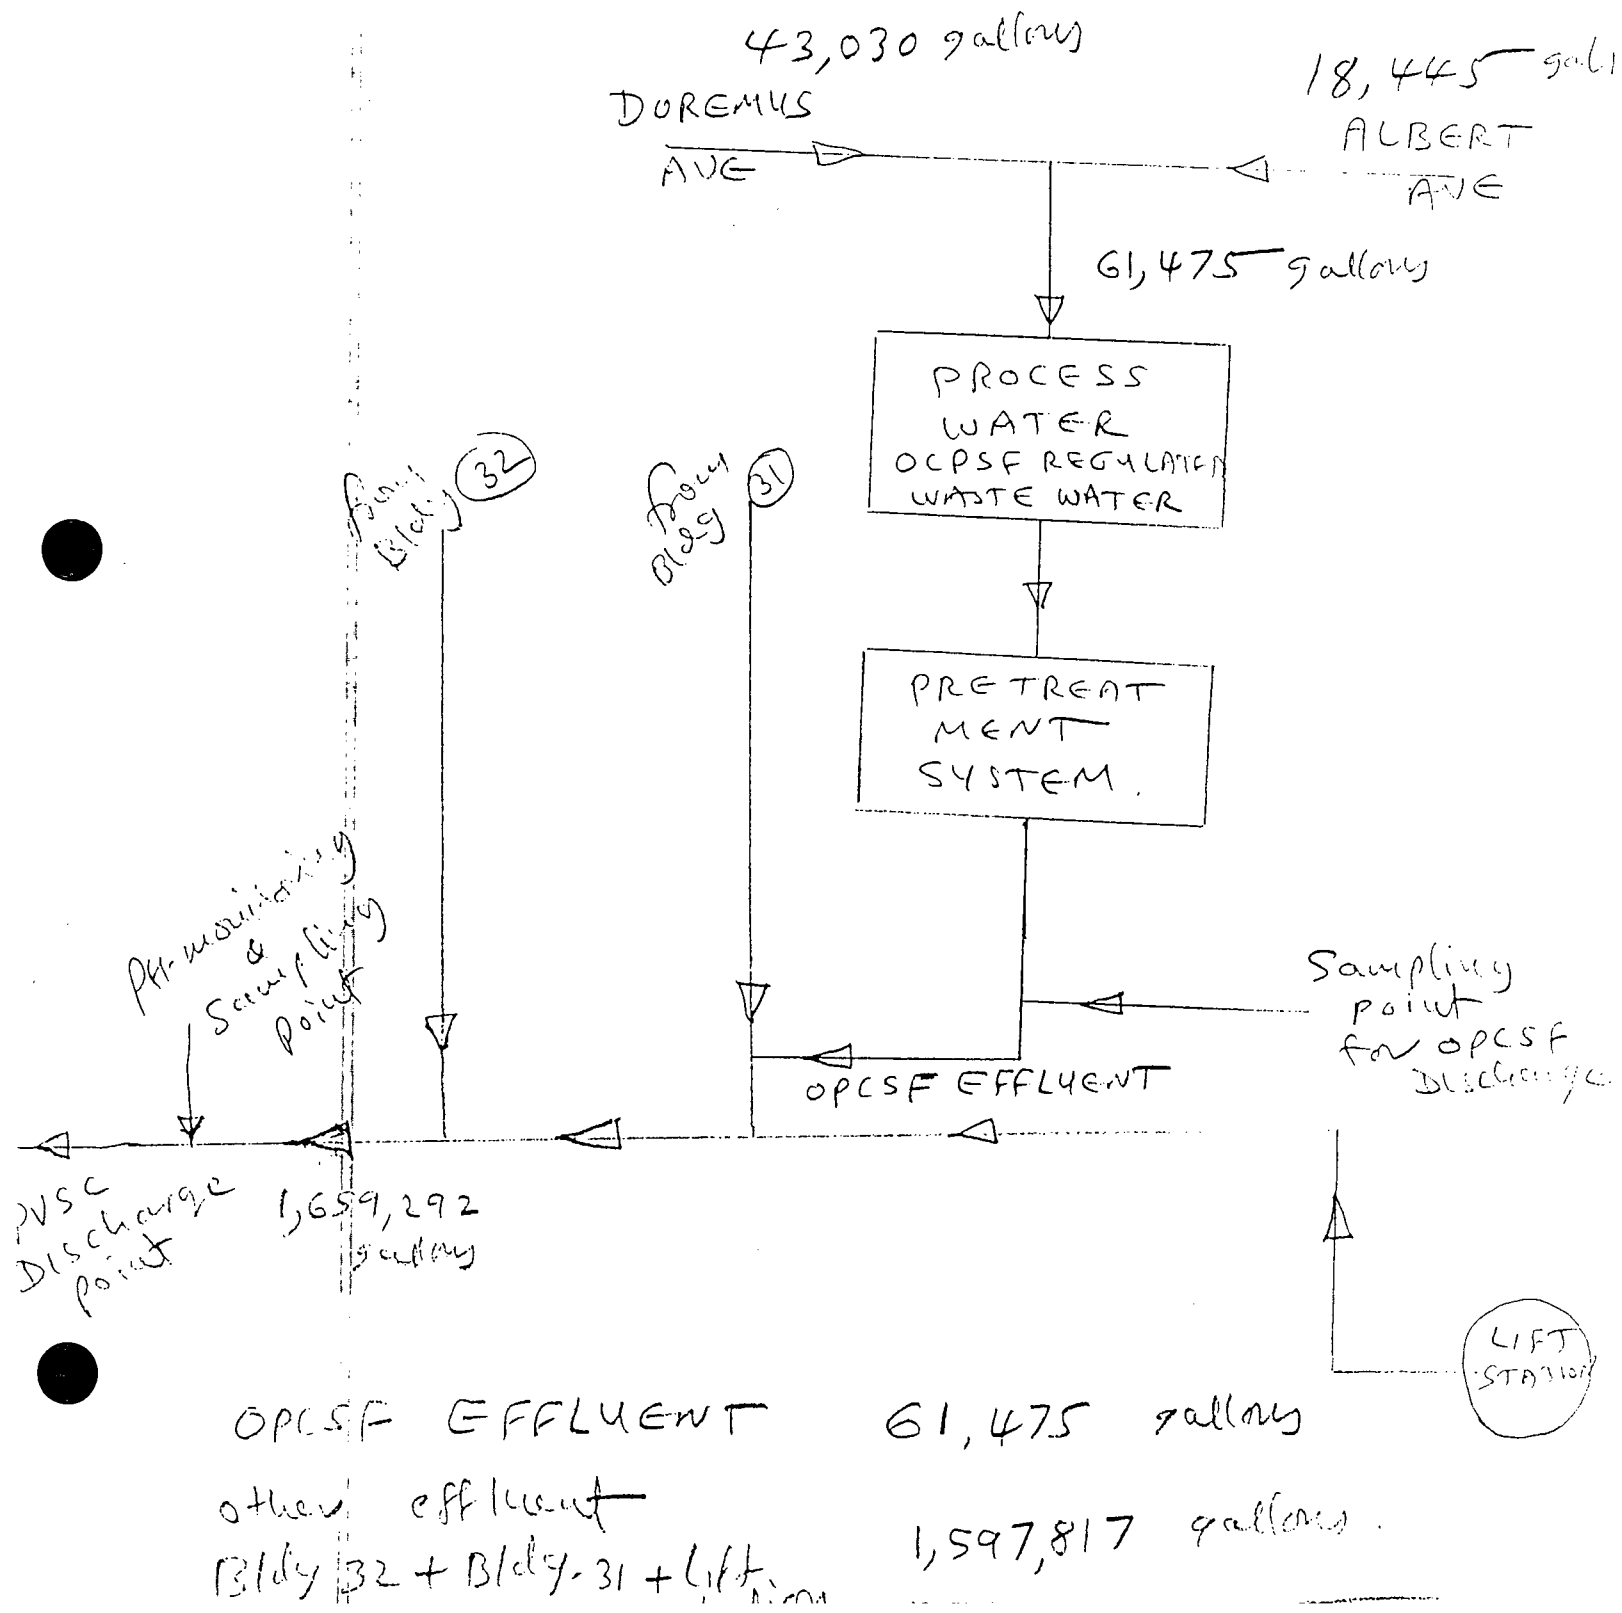 43,030 gallons
18,445 gals
DOREMUS
AVE
ALBERT
AVE
61,475 gallons
PROCESS
WATER
OCPSF REGULATED
WASTE WATER
from
Bldg 32
from
Bldg 31
PRETREAT
MENT
SYSTEM.
PH-monitoring
&
Sampling
point
Sampling
point
for OPCSF
Discharge
OPCSF EFFLUENT
PVSC
Discharge
point
1,659,292
gallons
LIFT
STATION
OPCSF EFFLUENT 61,475 gallons
other effluent
Bldg 32 + Bldg. 31 + Lift 1,597,817 gallons.